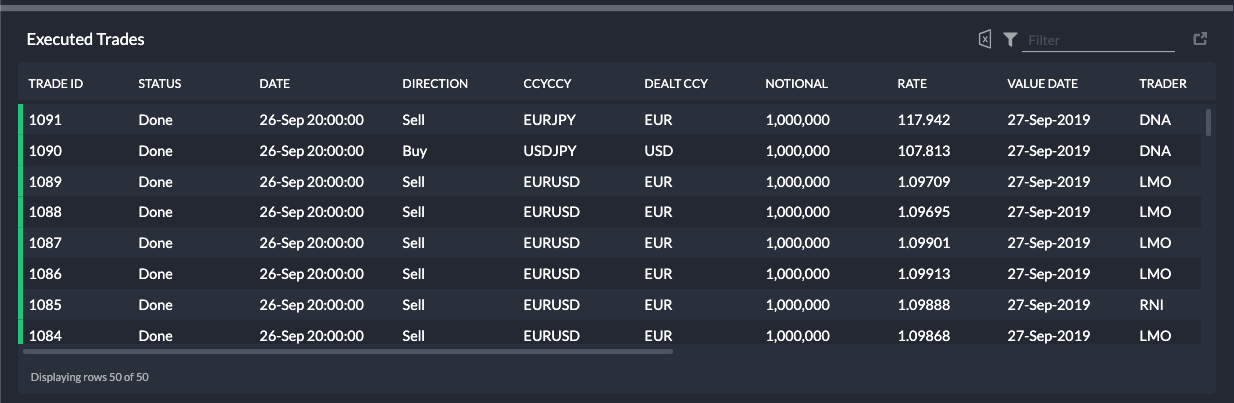 Executed Trades Filter
TRADE ID STATUS DATE DIRECTION CCYCCY DEALT CCY NOTIONAL RATE VALUE DATE TRADER
1091 Done 26-Sep 20:00:00 Sell EURJPY EUR 1,000,000 117.942 27-Sep-2019 DNA
1090 Done 26-Sep 20:00:00 Buy USDJPY USD 1,000,000 107.813 27-Sep-2019 DNA
1089 Done 26-Sep 20:00:00 Sell EURUSD EUR 1,000,000 1.09709 27-Sep-2019 LMO
1088 Done 26-Sep 20:00:00 Sell EURUSD EUR 1,000,000 1.09695 27-Sep-2019 LMO
1087 Done 26-Sep 20:00:00 Sell EURUSD EUR 1,000,000 1.09901 27-Sep-2019 LMO
1086 Done 26-Sep 20:00:00 Sell EURUSD EUR 1,000,000 1.09913 27-Sep-2019 LMO
1085 Done 26-Sep 20:00:00 Sell EURUSD EUR 1,000,000 1.09888 27-Sep-2019 RNI
1084 Done 26-Sep 20:00:00 Sell EURUSD EUR 1,000,000 1.09868 27-Sep-2019 LMO
Displaying rows 50 of 50